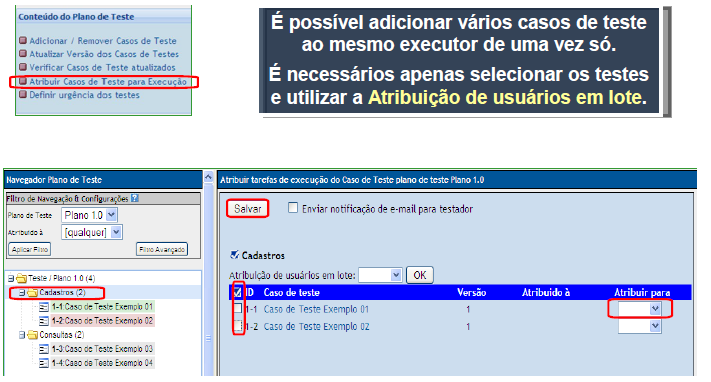 Conteúdo do Plano de Teste
Adicionar / Remover Casos de Teste
Atualizar Versão dos Casos de Testes
Verificar Casos de Teste atualizados
Atribuir Casos de Teste para Execução
Definir urgência dos testes
É possível adicionar vários casos de teste
ao mesmo executor de uma vez só.
É necessários apenas selecionar os testes
e utilizar a Atribuição de usuários em lote.
Navegador Plano de Teste
Filtro de Navegação & Configurações [?]
Plano de Teste Plano 1.0
Atribuído à [qualquer]
Aplicar Filtro Filtro Avançado
Teste / Plano 1.0 (4)
Cadastros (2)
1-1:Caso de Teste Exemplo 01
1-2:Caso de Teste Exemplo 02
Consultas (2)
1-3:Caso de Teste Exemplo 03
1-4:Caso de Teste Exemplo 04
Atribuir tarefas de execução do Caso de Teste plano de teste Plano 1.0
Salvar Enviar notificação de e-mail para testador
Cadastros
Atribuição de usuários em lote: OK
ID Caso de teste Versão Atribuido à Atribuir para
1-1 Caso de Teste Exemplo 01 1
1-2 Caso de Teste Exemplo 02 1